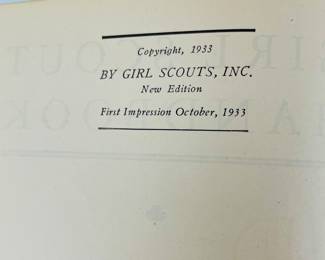 Copyright, 1933
BY GIRL SCOUTS, INC.
New Edition
First Impression October, 1933